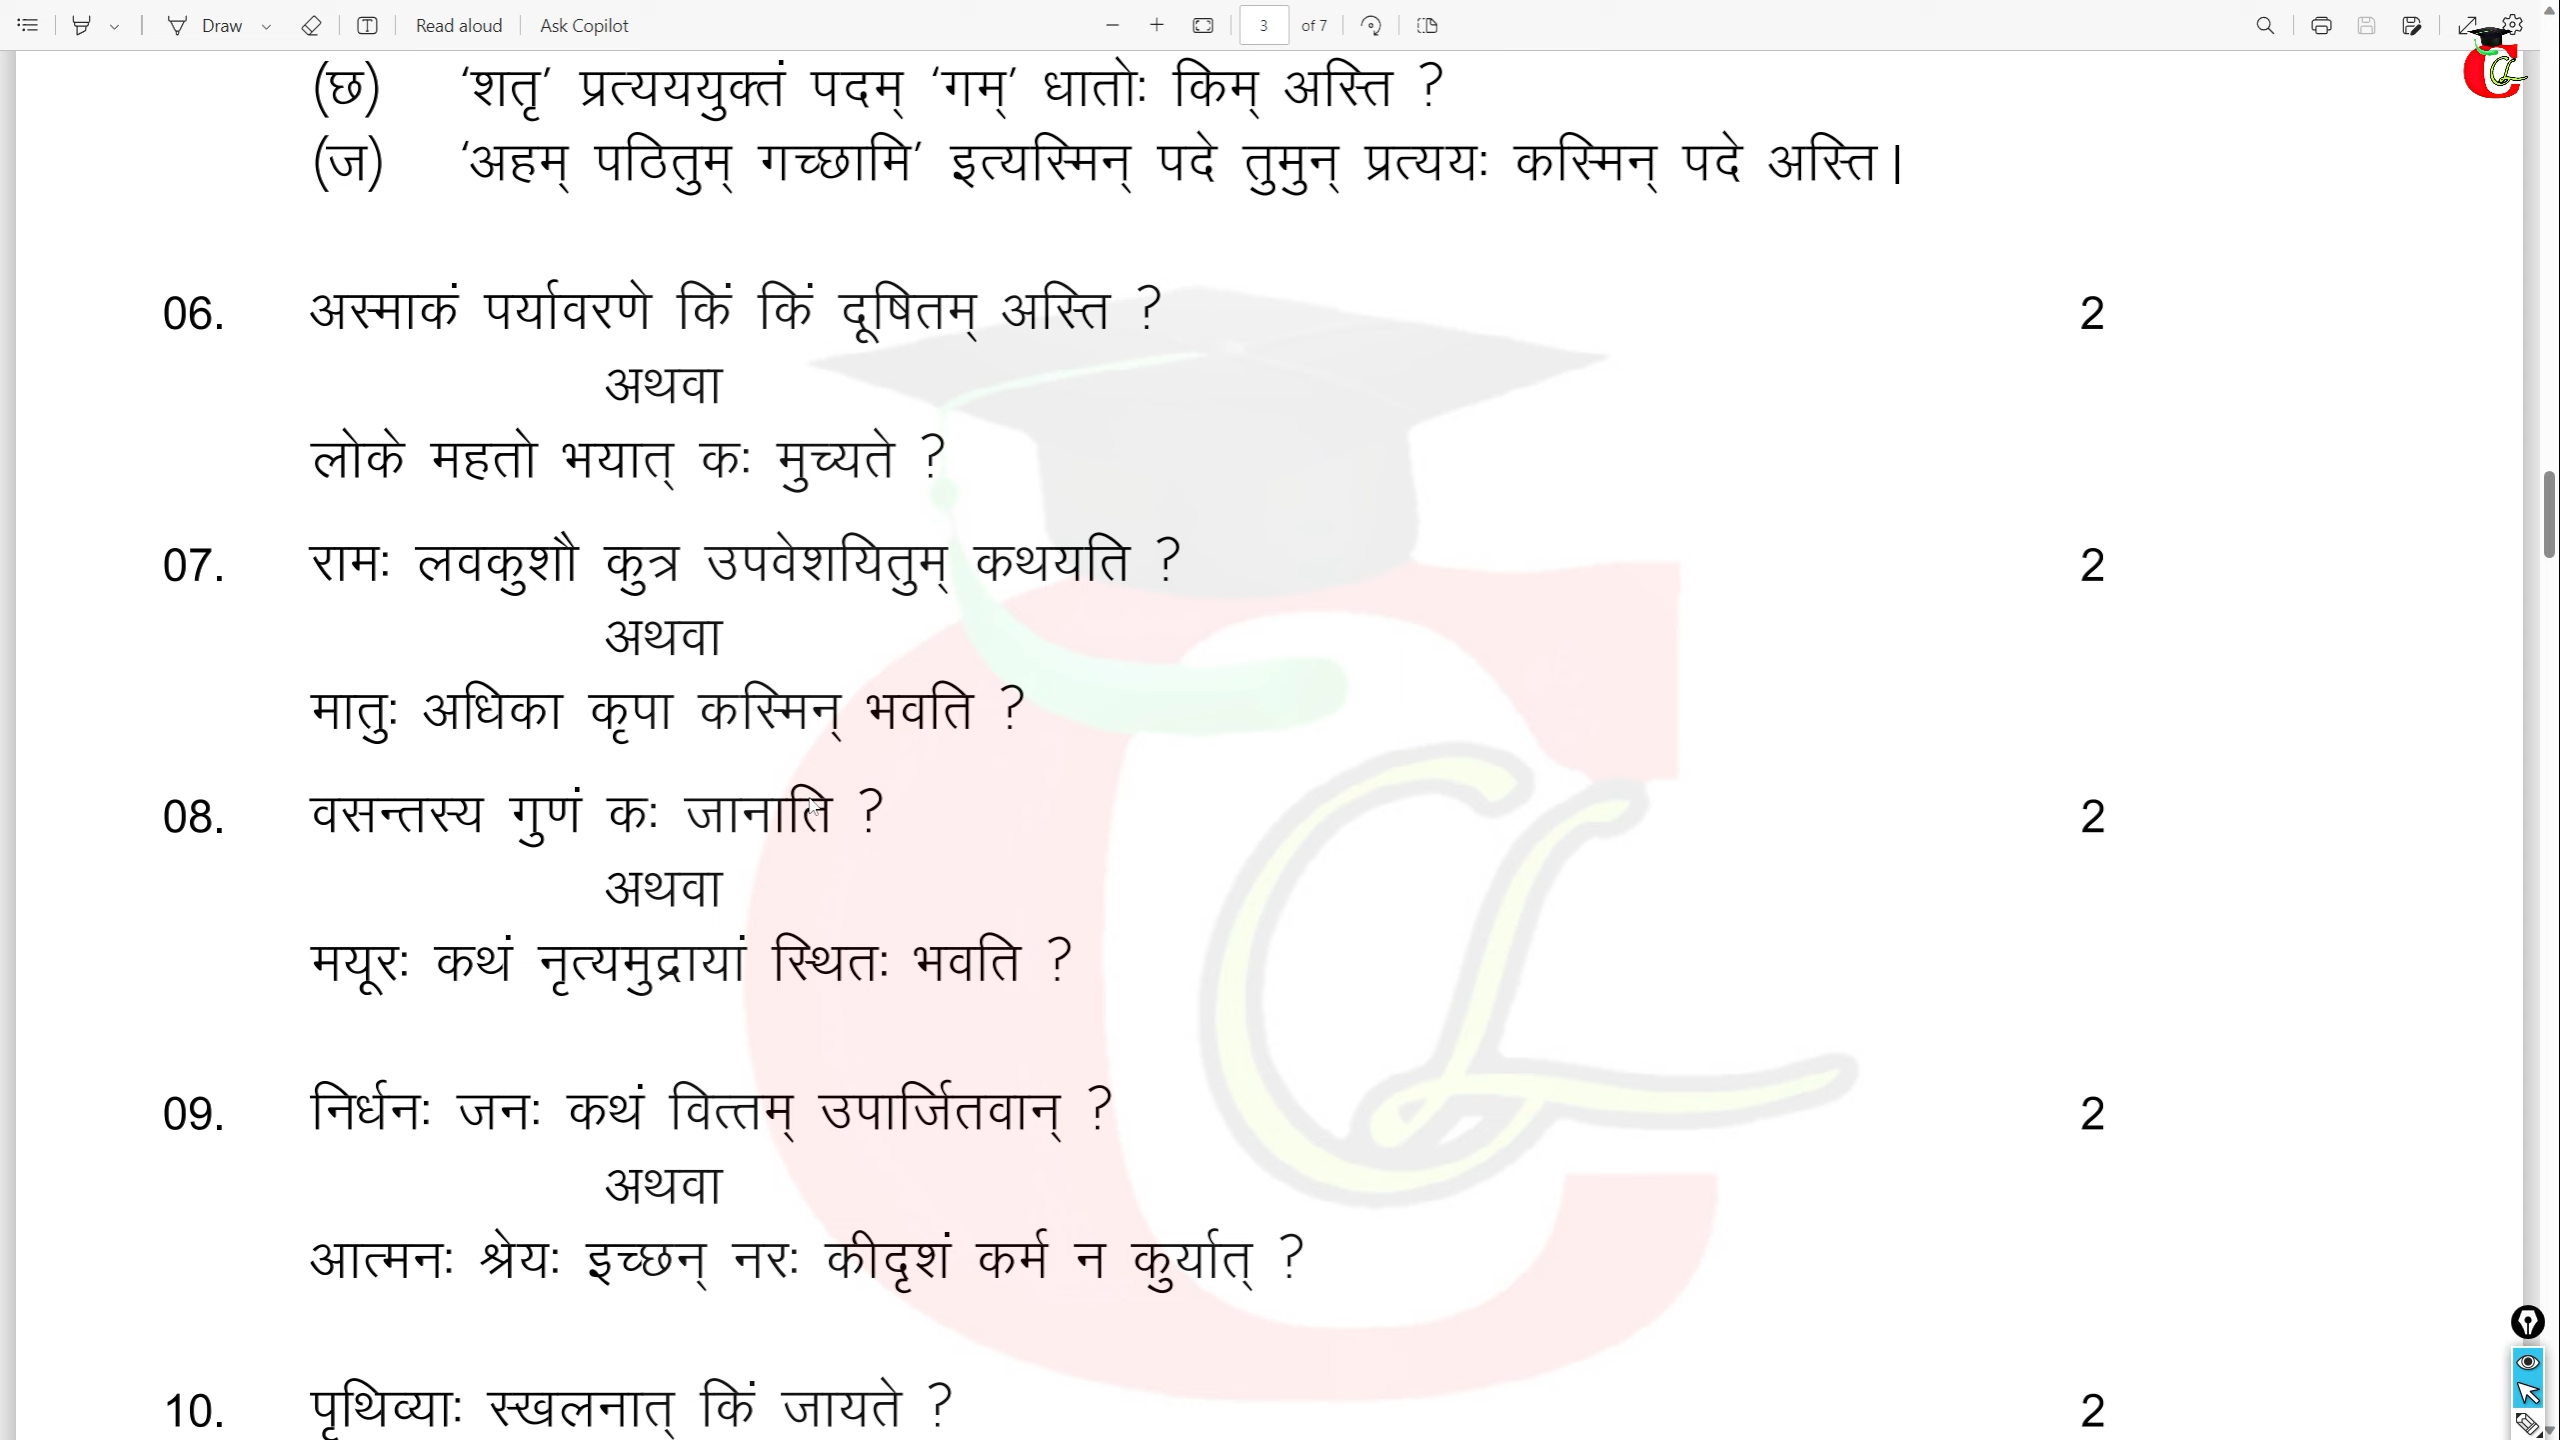 Draw Read aloud Ask Copilot 3 of 7
(छ) ‘शतृ’ प्रत्यययुक्तं पदम् ‘गम्’ धातोः किम् अस्ति ?
(ज) ‘अहम् पठितुम् गच्छामि’ इत्यस्मिन् पदे तुमुन् प्रत्ययः कस्मिन् पदे अस्ति।
06. अस्माकं पर्यावरणे किं किं दूषितम् अस्ति ? 2
अथवा
लोके महतो भयात् कः मुच्यते ?
07. रामः लवकुशौ कुत्र उपवेशयितुम् कथयति ? 2
अथवा
मातुः अधिका कृपा कस्मिन् भवति ?
08. वसन्तस्य गुणं कः जानाति ? 2
अथवा
मयूरः कथं नृत्यमुद्रायां स्थितः भवति ?
09. निर्धनः जनः कथं वित्तम् उपार्जितवान् ? 2
अथवा
आत्मनः श्रेयः इच्छन् नरः कीदृशं कर्म न कुर्यात् ?
10. पृथिव्याः स्खलनात् किं जायते ? 2